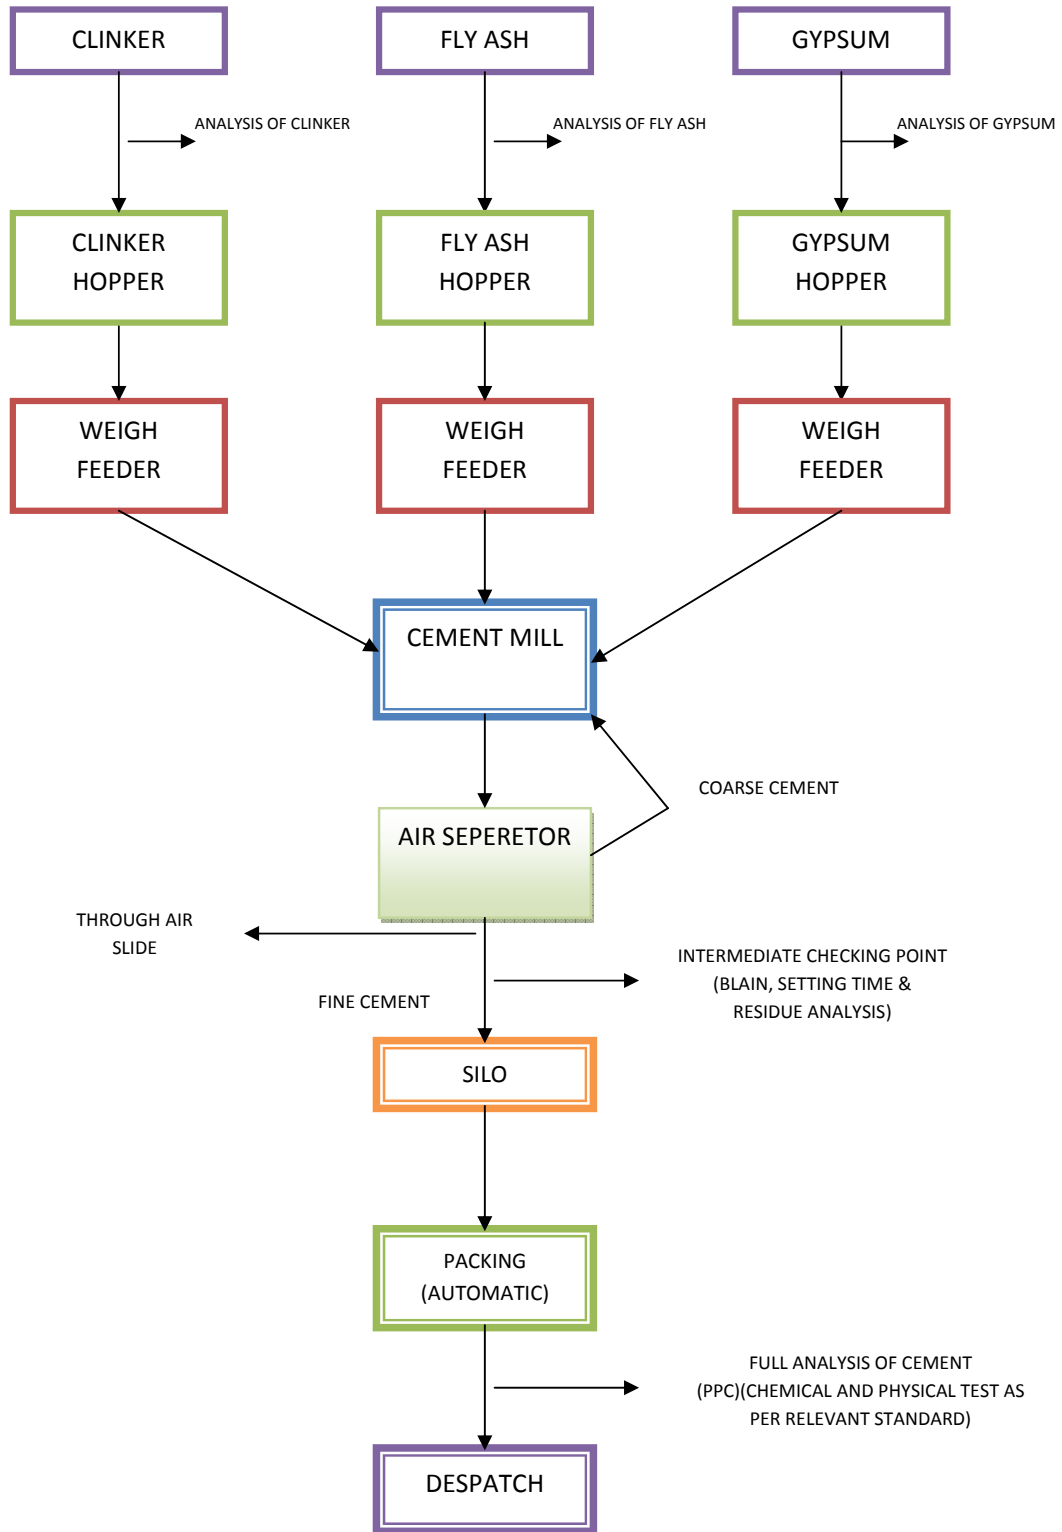 CLINKER
FLY ASH
GYPSUM
ANALYSIS OF CLINKER
ANALYSIS OF FLY ASH
ANALYSIS OF GYPSUM
CLINKER
HOPPER
FLY ASH
HOPPER
GYPSUM
HOPPER
WEIGH
FEEDER
WEIGH
FEEDER
WEIGH
FEEDER
CEMENT MILL
COARSE CEMENT
AIR SEPERETOR
THROUGH AIR
SLIDE
INTERMEDIATE CHECKING POINT
(BLAIN, SETTING TIME &
RESIDUE ANALYSIS)
FINE CEMENT
SILO
PACKING
(AUTOMATIC)
FULL ANALYSIS OF CEMENT
(PPC)(CHEMICAL AND PHYSICAL TEST AS
PER RELEVANT STANDARD)
DESPATCH